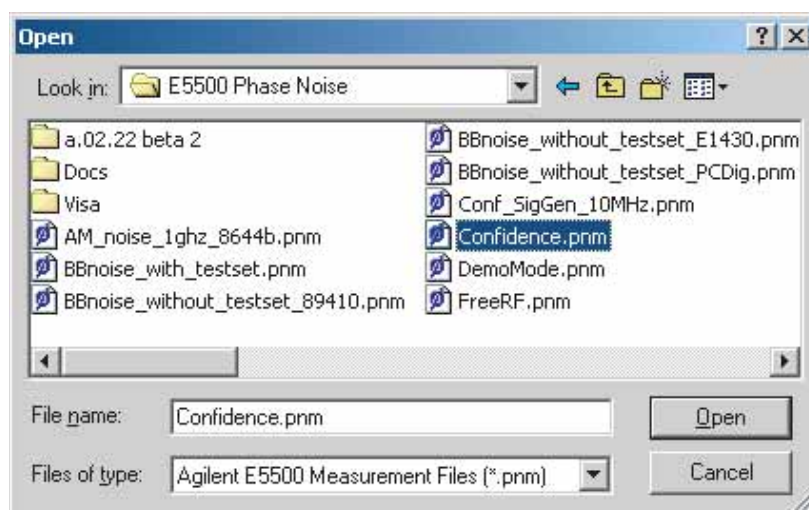 Open
Look in: E5500 Phase Noise
a.02.22 beta 2
Docs
Visa
AM_noise_1ghz_8644b.pnm
BBnoise_with_testset.pnm
BBnoise_without_testset_89410.pnm
BBnoise_without_testset_E1430.pnm
BBnoise_without_testset_PCDig.pnm
Conf_SigGen_10MHz.pnm
Confidence.pnm
DemoMode.pnm
FreeRF.pnm
File name: Confidence.pnm Open
Files of type: Agilent E5500 Measurement Files (*.pnm) Cancel